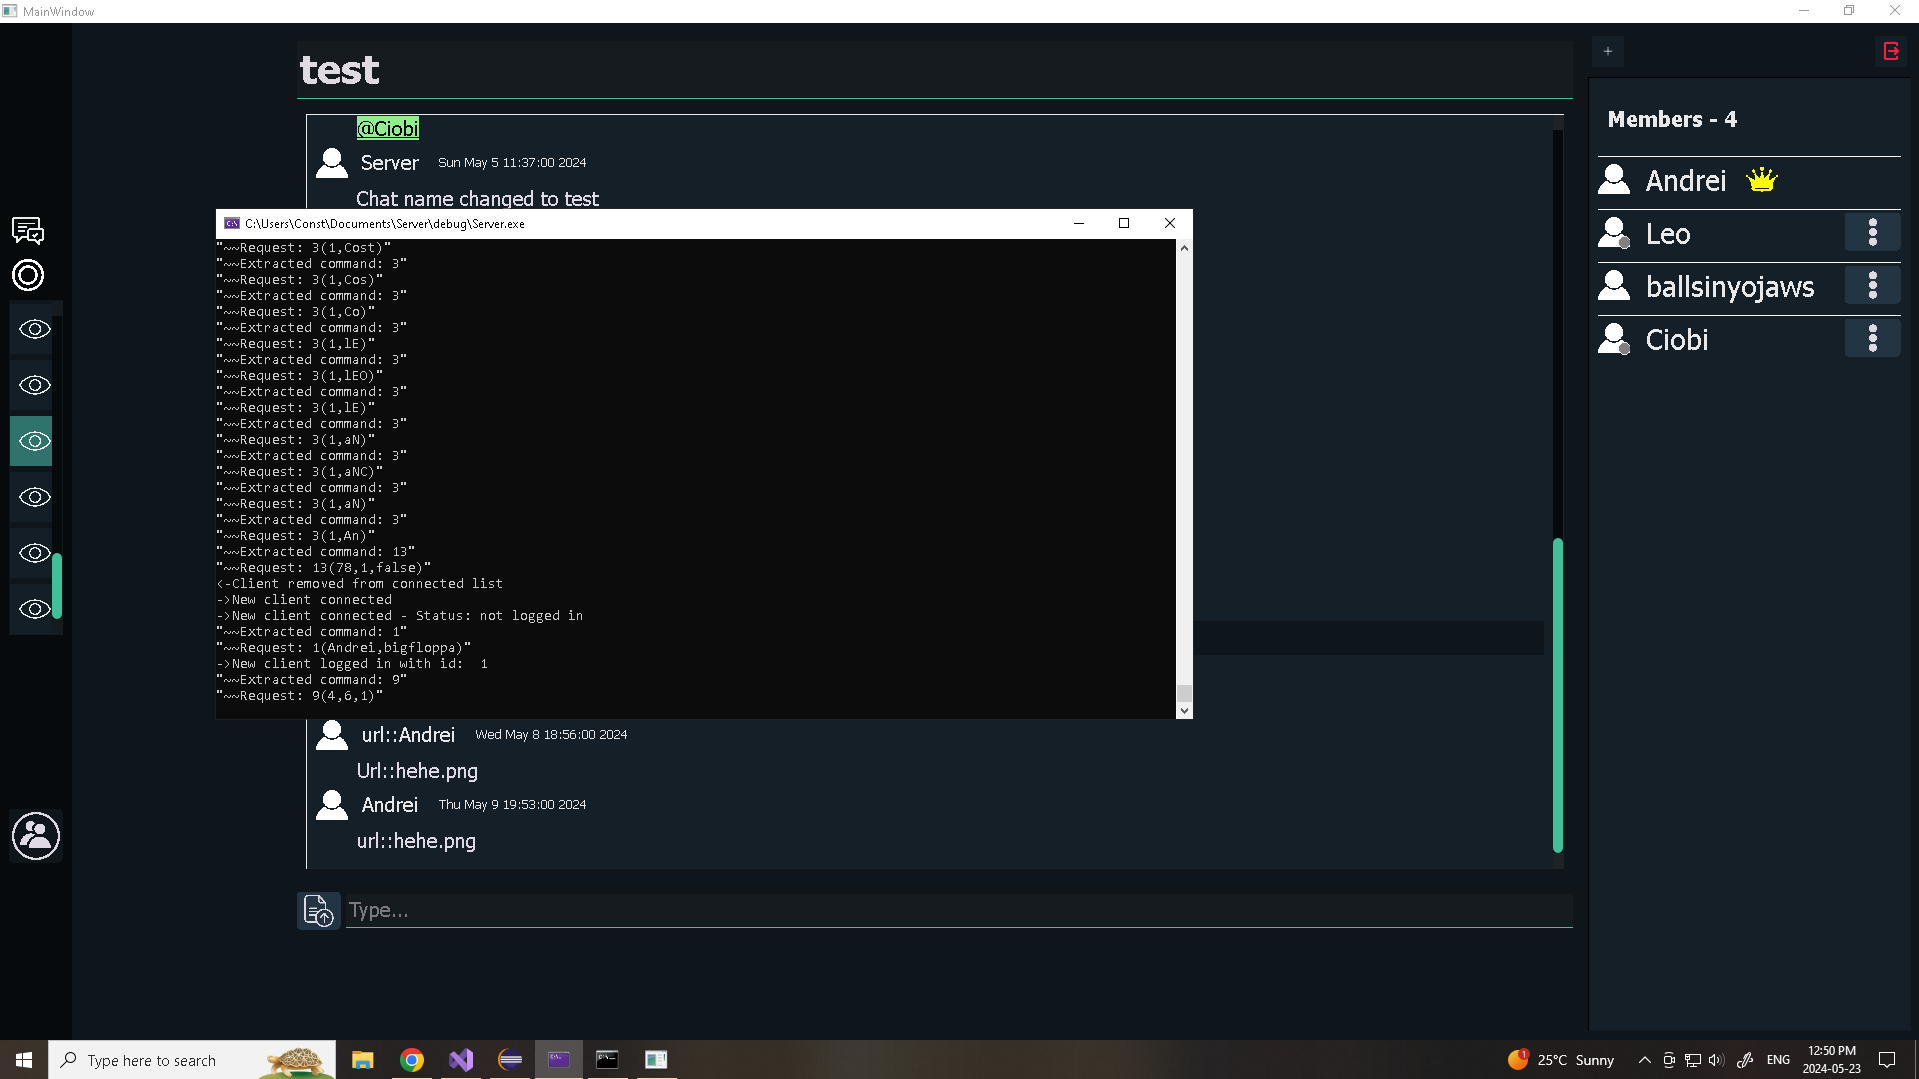 MainWindow
test
@Ciobi
Server Sun May 5 11:37:00 2024
Chat name changed to test
C:\Users\Const\Documents\Server\debug\Server.exe
"~~Request: 3(1,Cost)"
"~~Extracted command: 3"
"~~Request: 3(1,Cos)"
"~~Extracted command: 3"
"~~Request: 3(1,Co)"
"~~Extracted command: 3"
"~~Request: 3(1,lE)"
"~~Extracted command: 3"
"~~Request: 3(1,lEO)"
"~~Extracted command: 3"
"~~Request: 3(1,lE)"
"~~Extracted command: 3"
"~~Request: 3(1,aN)"
"~~Extracted command: 3"
"~~Request: 3(1,aNC)"
"~~Extracted command: 3"
"~~Request: 3(1,aN)"
"~~Extracted command: 3"
"~~Request: 3(1,An)"
"~~Extracted command: 13"
"~~Request: 13(78,1,false)"
<-Client removed from connected list
->New client connected
->New client connected - Status: not logged in
"~~Extracted command: 1"
"~~Request: 1(Andrei,bigfloppa)"
->New client logged in with id:  1
"~~Extracted command: 9"
"~~Request: 9(4,6,1)"
url::Andrei Wed May 8 18:56:00 2024
Url::hehe.png
Andrei Thu May 9 19:53:00 2024
url::hehe.png
Type...
+
Members - 4
Andrei
Leo
ballsinyojaws
Ciobi
Type here to search
1
25°C Sunny
ENG
12:50 PM
2024-05-23